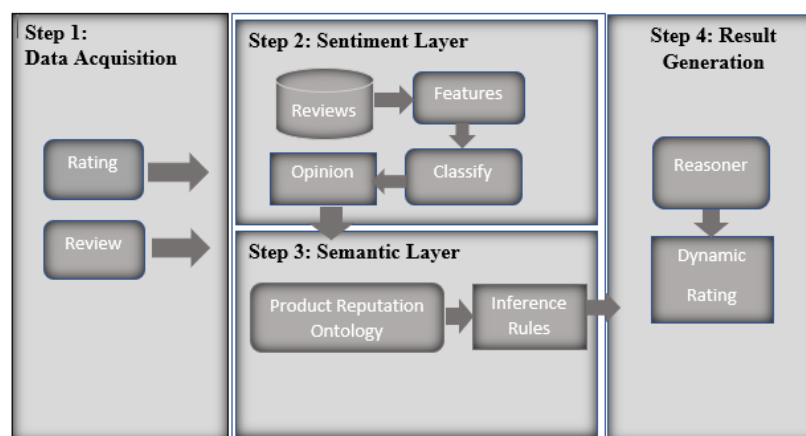 Step 1:
Data Acquisition
Rating
Review
Step 2: Sentiment Layer
Reviews
Features
Opinion
Classify
Step 3: Semantic Layer
Product Reputation
Ontology
Inference
Rules
Step 4: Result
Generation
Reasoner
Dynamic
Rating